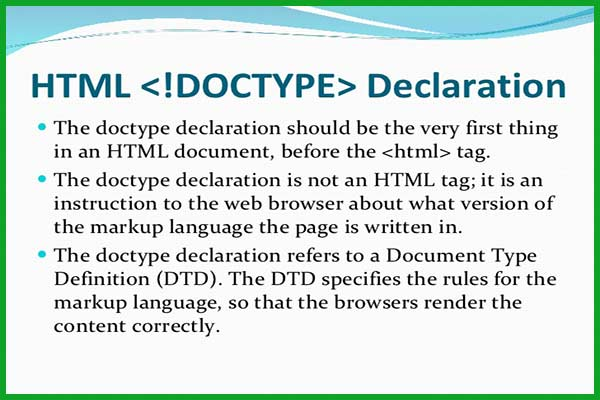 HTML <!DOCTYPE> Declaration
• The doctype declaration should be the very first thing
in an HTML document, before the <html> tag.
• The doctype declaration is not an HTML tag; it is an
instruction to the web browser about what version of
the markup language the page is written in.
• The doctype declaration refers to a Document Type
Definition (DTD). The DTD specifies the rules for the
markup language, so that the browsers render the
content correctly.